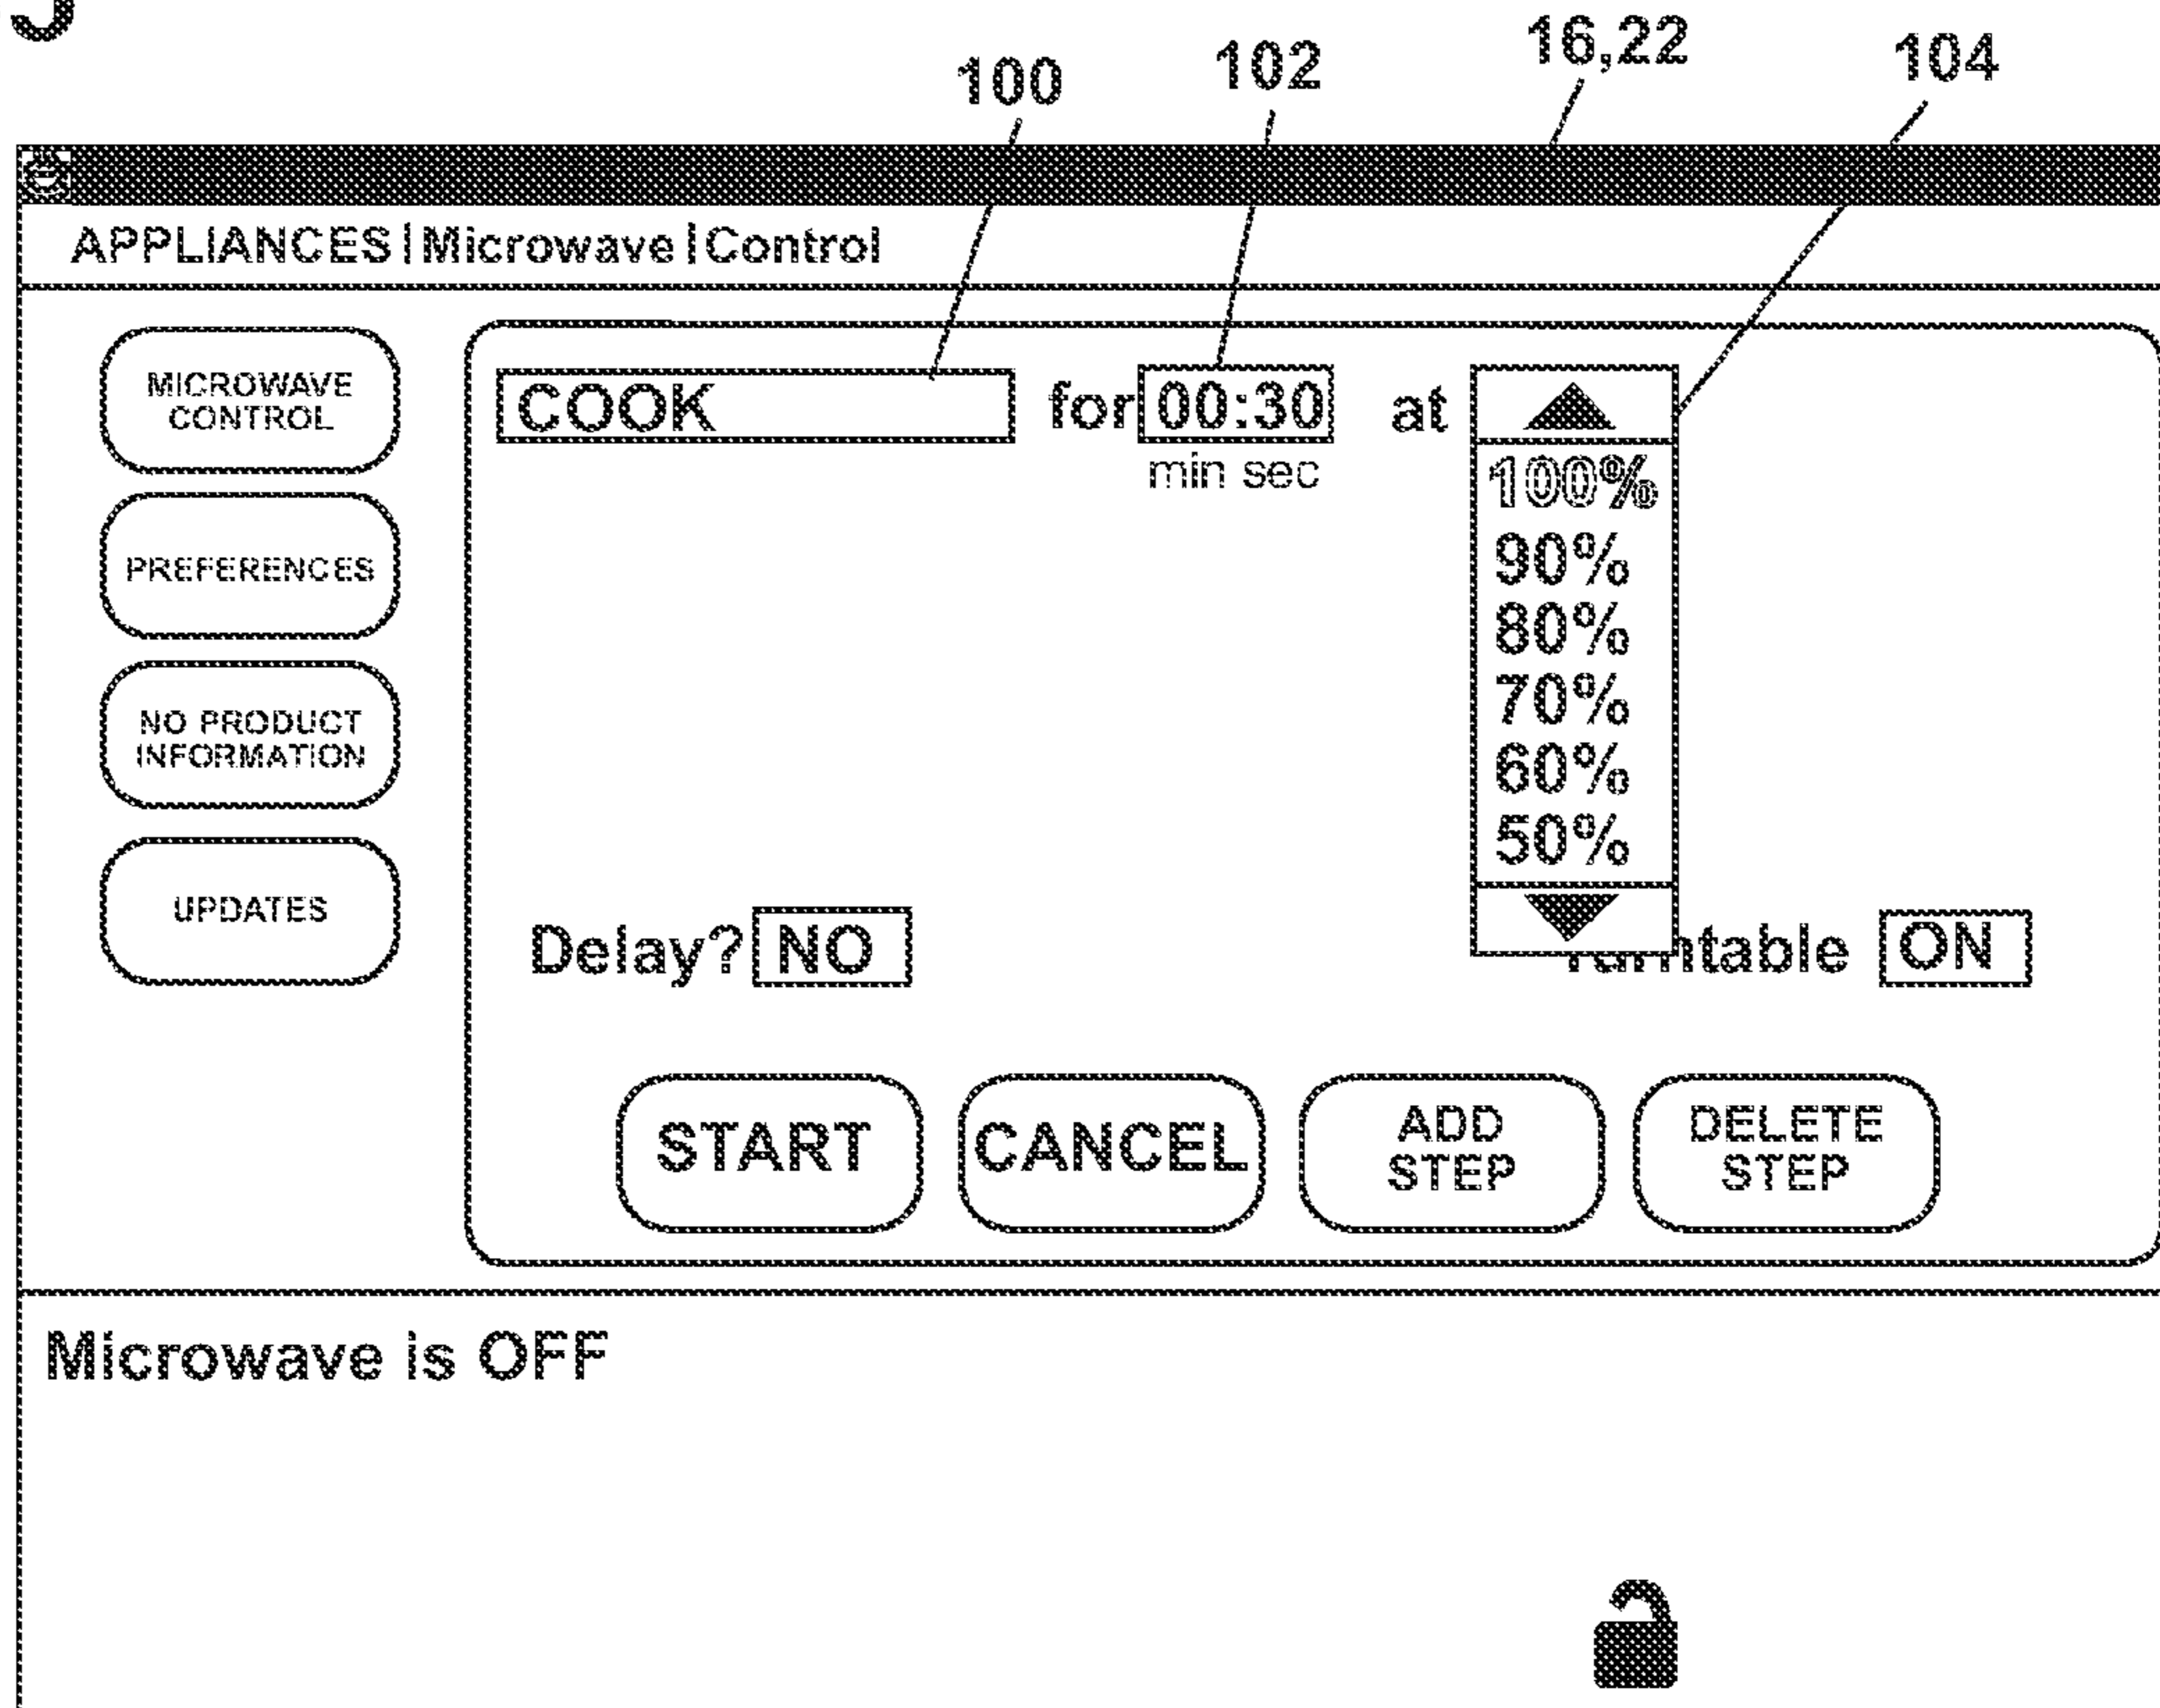 100 102 16,22 104
APPLIANCES | Microwave | Control
MICROWAVE
CONTROL
PREFERENCES
NO PRODUCT
INFORMATION
UPDATES
COOK for 00:30 at
min sec
100%
90%
80%
70%
60%
50%
Delay? NO Turntable ON
START CANCEL ADD
STEP DELETE
STEP
Microwave is OFF